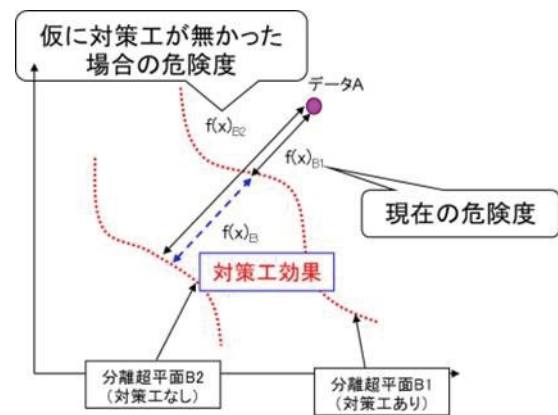 仮に対策工が無かった
場合の危険度
データA
f(x)B2
f(x)B1
現在の危険度
f(x)B
対策工効果
分離超平面B2
(対策工なし)
分離超平面B1
(対策工あり)